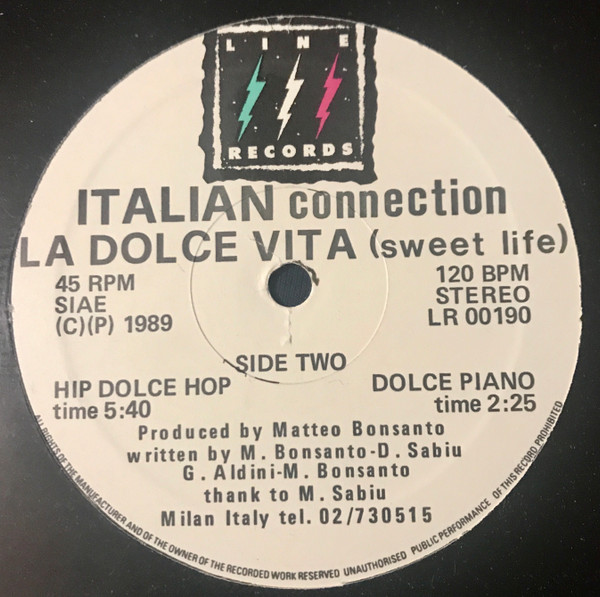 LINE
RECORDS
ITALIAN connection
LA DOLCE VITA (sweet life)
45 RPM
SIAE
(C)(P) 1989
120 BPM
STEREO
LR 00190
SIDE TWO
HIP DOLCE HOP
time 5:40
DOLCE PIANO
time 2:25
Produced by Matteo Bonsanto
written by M. Bonsanto-D. Sabiu
G. Aldini-M. Bonsanto
thank to M. Sabiu
Milan Italy tel. 02/730515
ALL RIGHTS OF THE MANUFACTURER AND OF THE OWNER OF THE RECORDED WORK RESERVED UNAUTHORISED PUBLIC PERFORMANCE OF THIS RECORD PROHIBITED